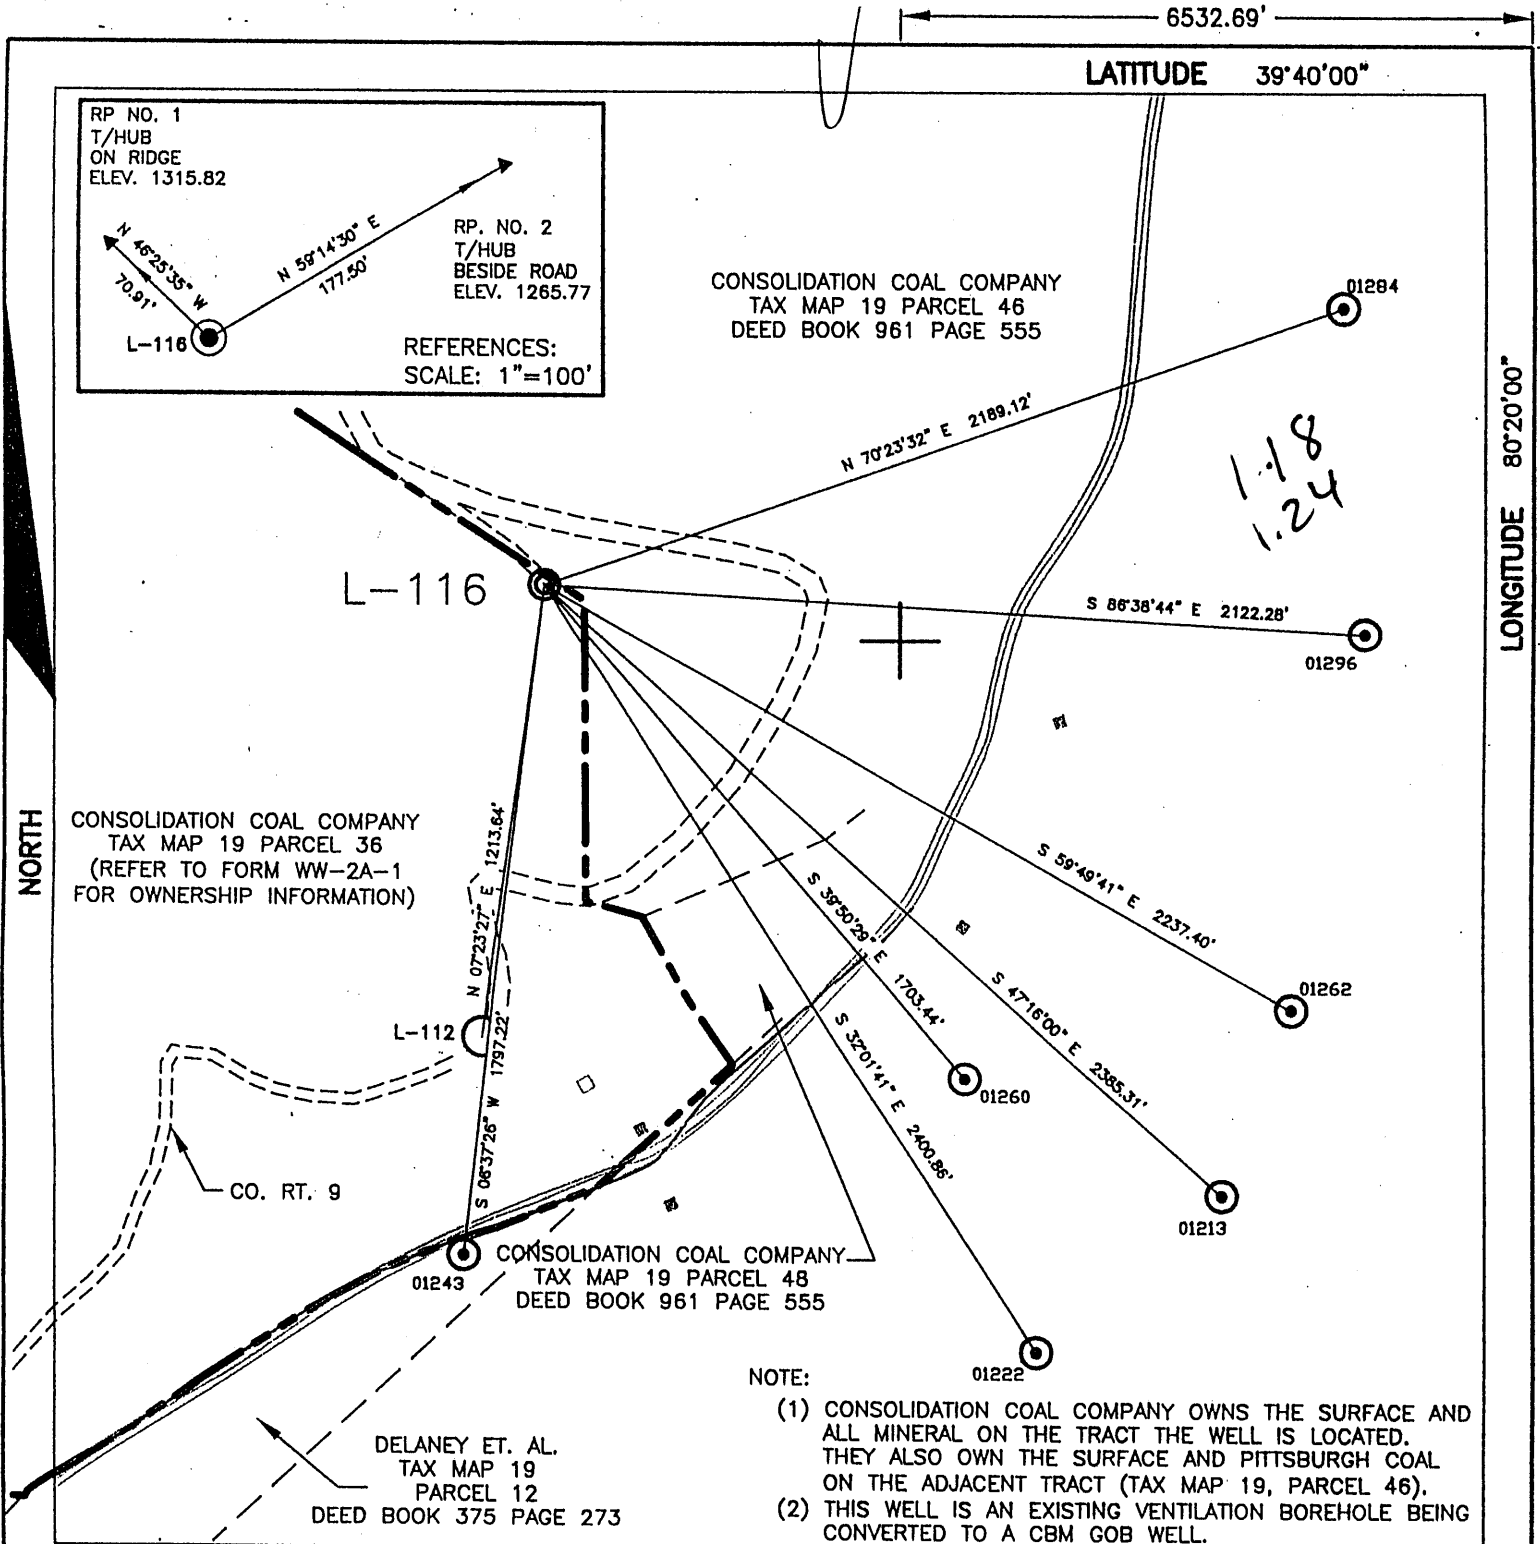 6532.69'
LATITUDE 39°40'00"
RP NO. 1
T/HUB
ON RIDGE
ELEV. 1315.82
N 46°25'35" W
70.91'
N 59°14'30" E
177.50'
RP. NO. 2
T/HUB
BESIDE ROAD
ELEV. 1265.77
L-116
REFERENCES:
SCALE: 1"=100'
CONSOLIDATION COAL COMPANY
TAX MAP 19 PARCEL 46
DEED BOOK 961 PAGE 555
01284
N 70°23'32" E 2189.12'
1.18
1.24
LONGITUDE 80°20'00"
L-116
S 86°38'44" E 2122.28'
01296
NORTH
CONSOLIDATION COAL COMPANY
TAX MAP 19 PARCEL 36
(REFER TO FORM WW-2A-1
FOR OWNERSHIP INFORMATION)
N 07°23'27" E 1213.64'
S 59°49'41" E 2237.40'
01262
S 39°50'29" E 1703.44'
01260
S 47°16'00" E 2385.31'
01213
S 32°01'41" E 2400.86'
01222
L-112
S 06°37'26" W 1797.22'
CO. RT. 9
01243
CONSOLIDATION COAL COMPANY
TAX MAP 19 PARCEL 48
DEED BOOK 961 PAGE 555
DELANEY ET. AL.
TAX MAP 19
PARCEL 12
DEED BOOK 375 PAGE 273
NOTE:
(1) CONSOLIDATION COAL COMPANY OWNS THE SURFACE AND
ALL MINERAL ON THE TRACT THE WELL IS LOCATED.
THEY ALSO OWN THE SURFACE AND PITTSBURGH COAL
ON THE ADJACENT TRACT (TAX MAP 19, PARCEL 46).
(2) THIS WELL IS AN EXISTING VENTILATION BOREHOLE BEING
CONVERTED TO A CBM GOB WELL.